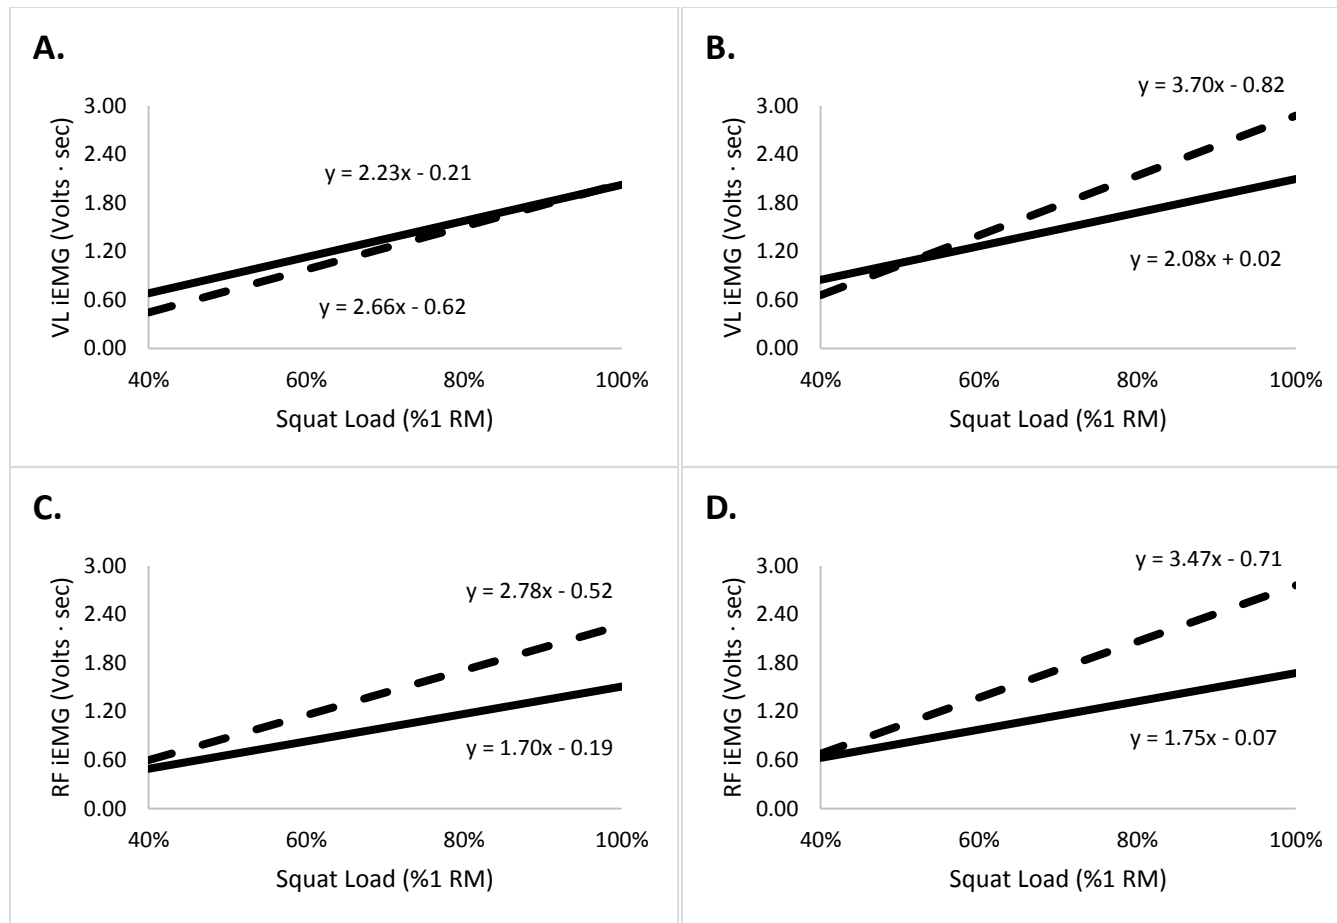 A.
VL iEMG (Volts · sec)
3.00
2.40
1.80
1.20
0.60
0.00
y = 2.23x - 0.21
y = 2.66x - 0.62
40%
60%
80%
100%
Squat Load (%1 RM)
B.
VL iEMG (Volts · sec)
3.00
2.40
1.80
1.20
0.60
0.00
y = 3.70x - 0.82
y = 2.08x + 0.02
40%
60%
80%
100%
Squat Load (%1 RM)
C.
RF iEMG (Volts · sec)
3.00
2.40
1.80
1.20
0.60
0.00
y = 2.78x - 0.52
y = 1.70x - 0.19
40%
60%
80%
100%
Squat Load (%1 RM)
D.
RF iEMG (Volts · sec)
3.00
2.40
1.80
1.20
0.60
0.00
y = 3.47x - 0.71
y = 1.75x - 0.07
40%
60%
80%
100%
Squat Load (%1 RM)